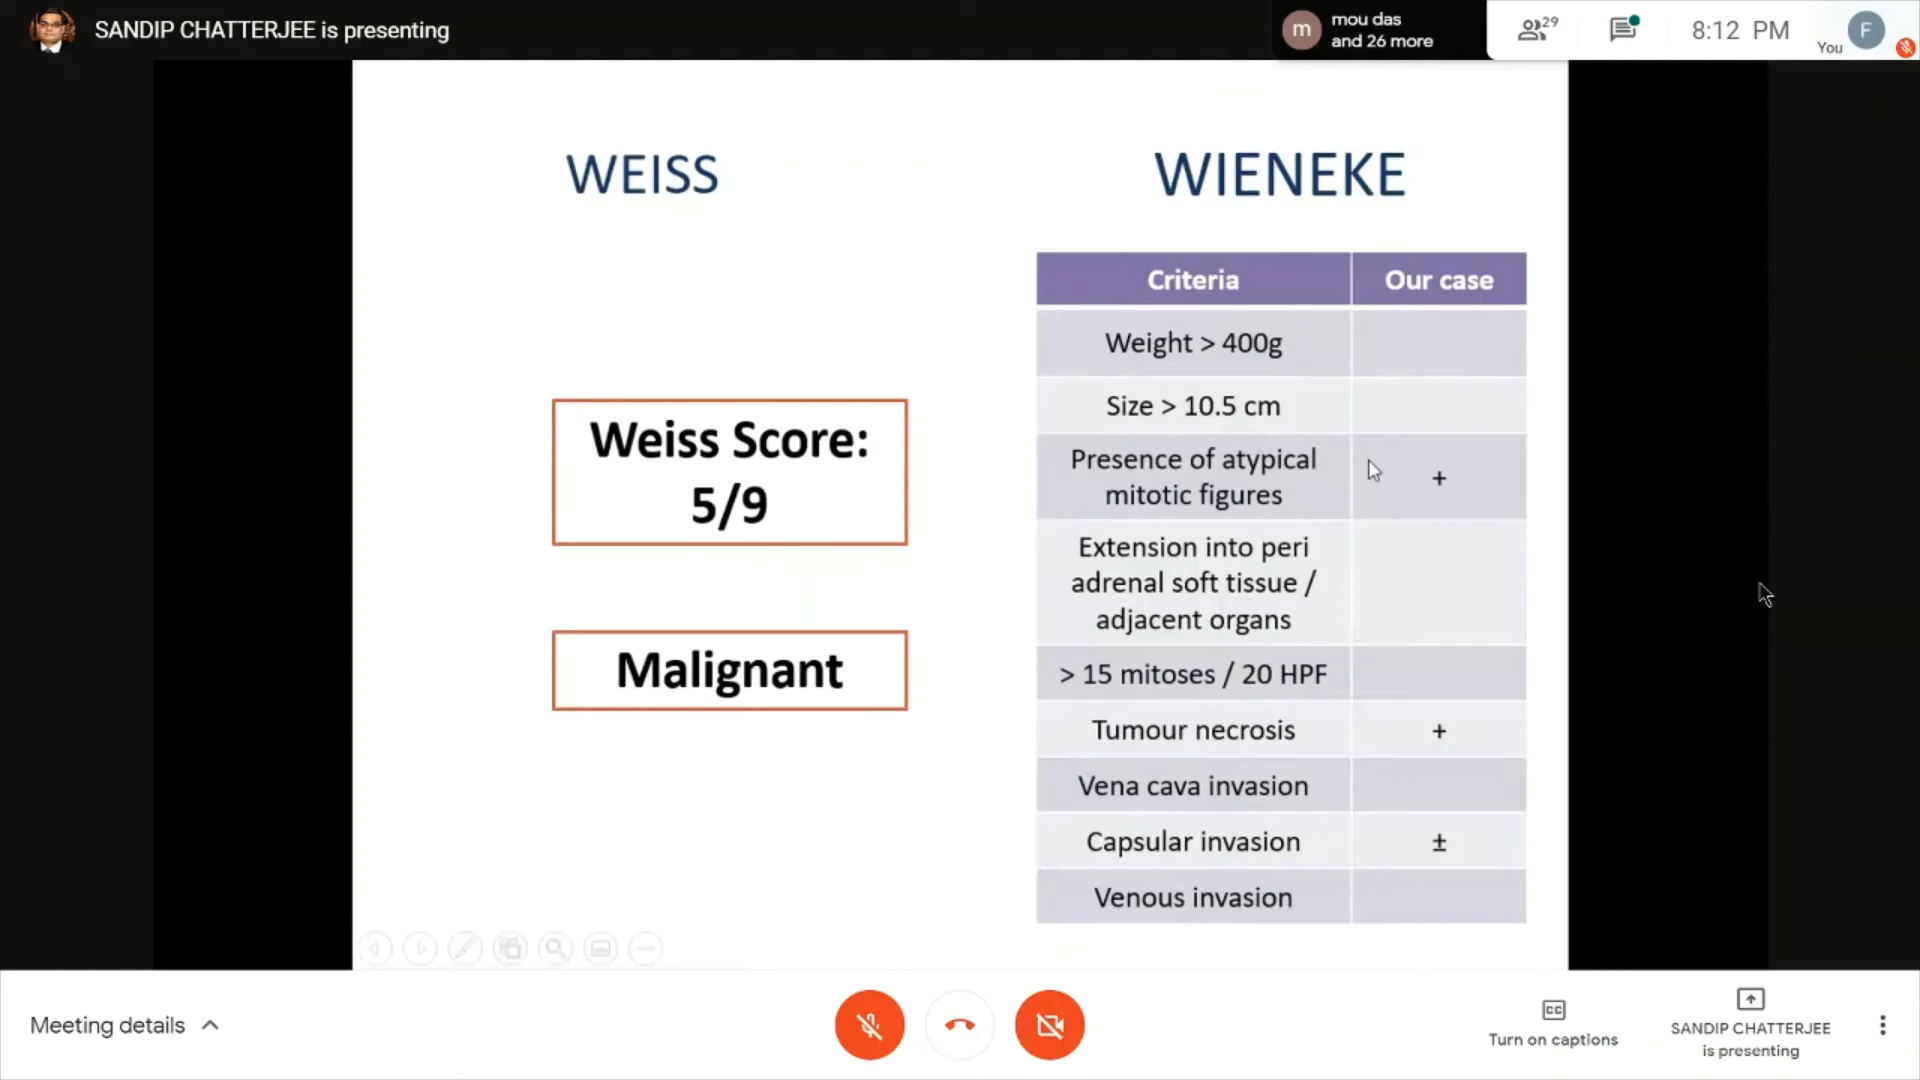 SANDIP CHATTERJEE is presenting
m
mou das
and 26 more
29
8:12 PM
You
F
WEISS
WIENEKE
Weiss Score:
5/9
Malignant
Criteria Our case
Weight > 400g
Size > 10.5 cm
Presence of atypical
mitotic figures +
Extension into peri
adrenal soft tissue /
adjacent organs
> 15 mitoses / 20 HPF
Tumour necrosis +
Vena cava invasion
Capsular invasion ±
Venous invasion
Meeting details
CC
Turn on captions
SANDIP CHATTERJEE
is presenting